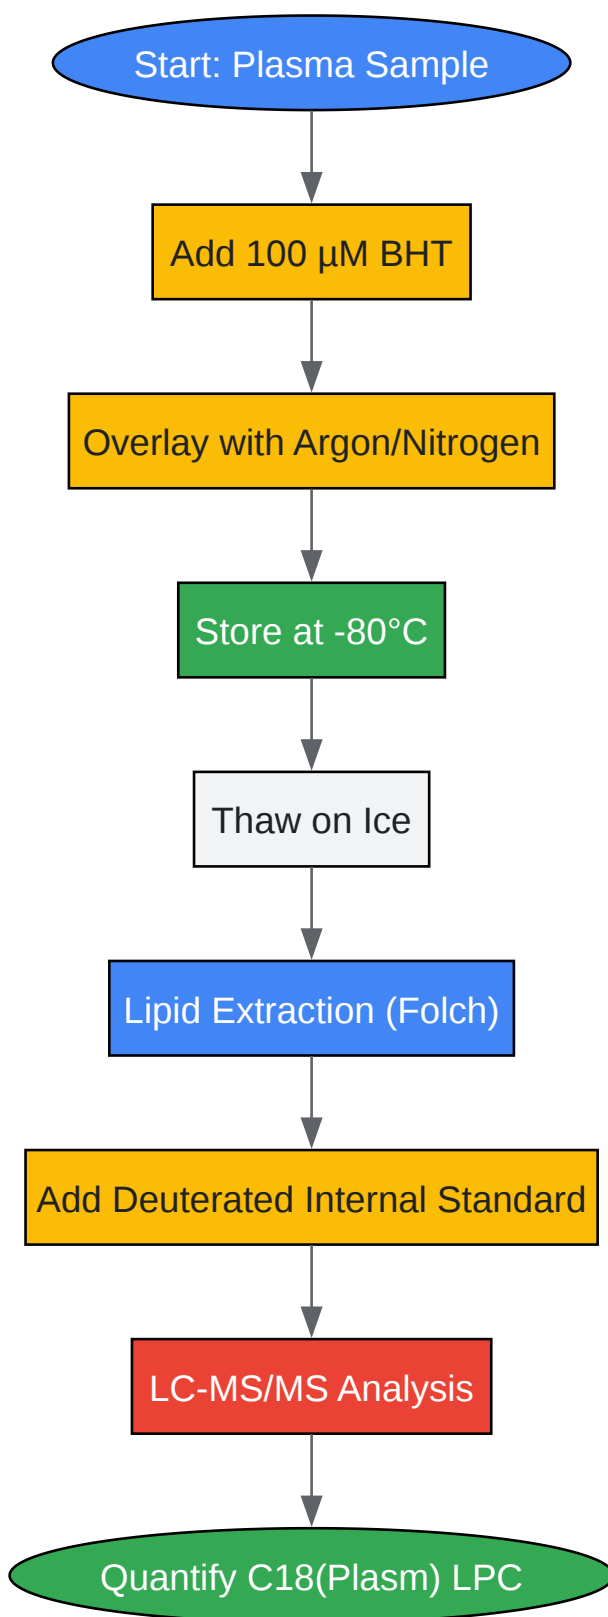 Start: Plasma Sample
Add 100 µM BHT
Overlay with Argon/Nitrogen
Store at -80°C
Thaw on Ice
Lipid Extraction (Folch)
Add Deuterated Internal Standard
LC-MS/MS Analysis
Quantify C18(Plasm) LPC